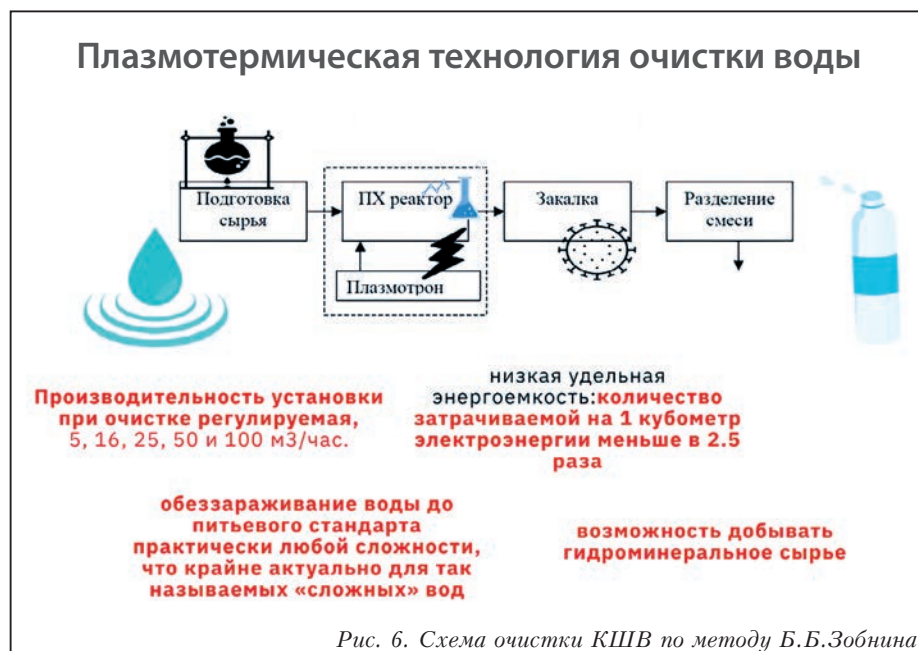 Плазмотермическая технология очистки воды
Подготовка
сырья
ПХ реактор
Плазмотрон
Закалка
Разделение
смеси
Производительность установки
при очистке регулируемая,
5, 16, 25, 50 и 100 м3/час.
низкая удельная
энергоемкость:количество
затрачиваемой на 1 кубометр
электроэнергии меньше в 2.5
раза
обеззараживание воды до
питьевого стандарта
практически любой сложности,
что крайне актуально для так
называемых «сложных» вод
возможность добывать
гидроминеральное сырье
Рис. 6. Схема очистки КШВ по методу Б.Б.Зобнина